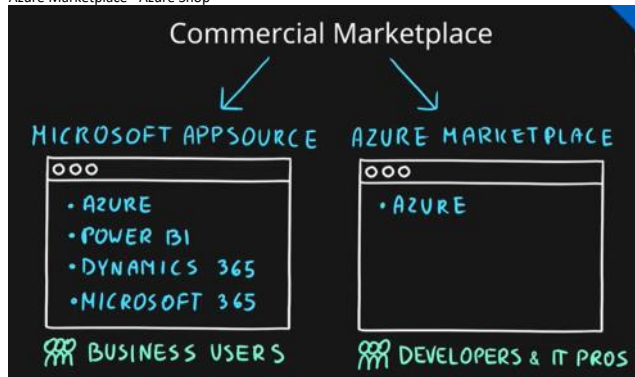 Azure Marketplace - Azure Shop
Commercial Marketplace
MICROSOFT APPSOURCE
• AZURE
• POWER BI
• DYNAMICS 365
• MICROSOFT 365
BUSINESS USERS
AZURE MARKETPLACE
• AZURE
DEVELOPERS & IT PROS